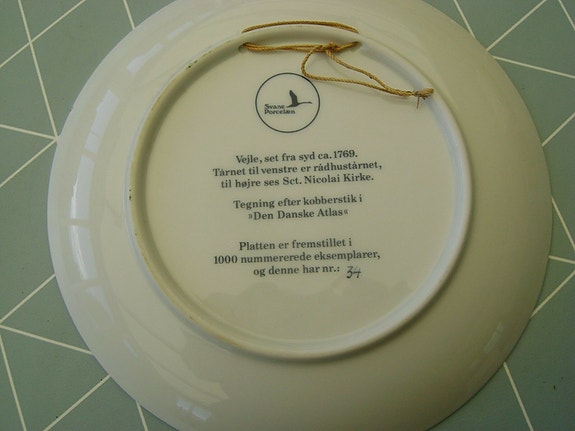 Svane
Porcelæn
Vejle, set fra syd ca. 1769.
Tårnet til venstre er rådhustårnet,
til højre ses Sct. Nicolai Kirke.
Tegning efter kobberstik i
»Den Danske Atlas«
Platten er fremstillet i
1000 nummererede eksemplarer,
og denne har nr.: 34